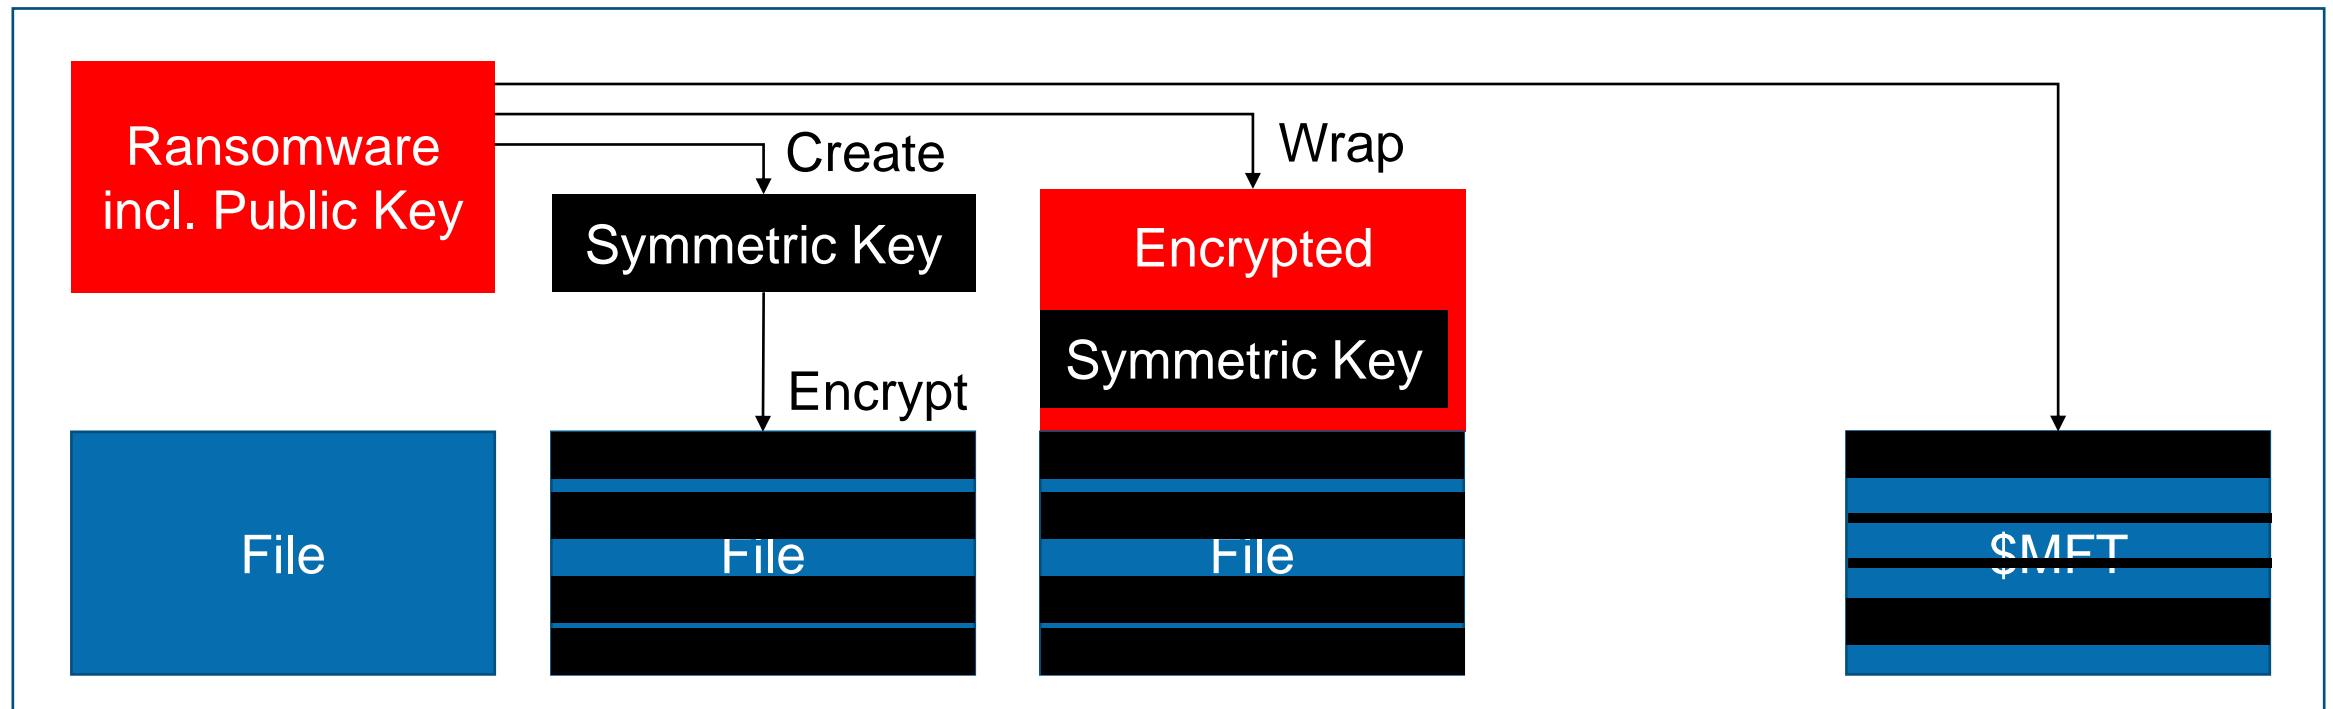 Ransomware
incl. Public Key
Create
Wrap
Symmetric Key
Encrypted
Symmetric Key
Encrypt
File
File
File
$MFT